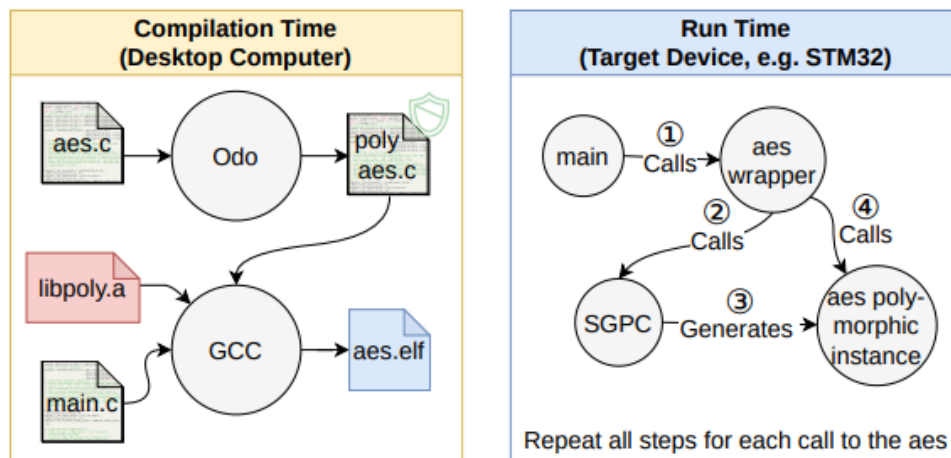 Compilation Time
(Desktop Computer)
aes.c
Odo
poly
aes.c
libpoly.a
GCC
aes.elf
main.c
Run Time
(Target Device, e.g. STM32)
main
①
Calls
aes
wrapper
②
Calls
④
Calls
SGPC
③
Generates
aes poly-
morphic
instance
Repeat all steps for each call to the aes